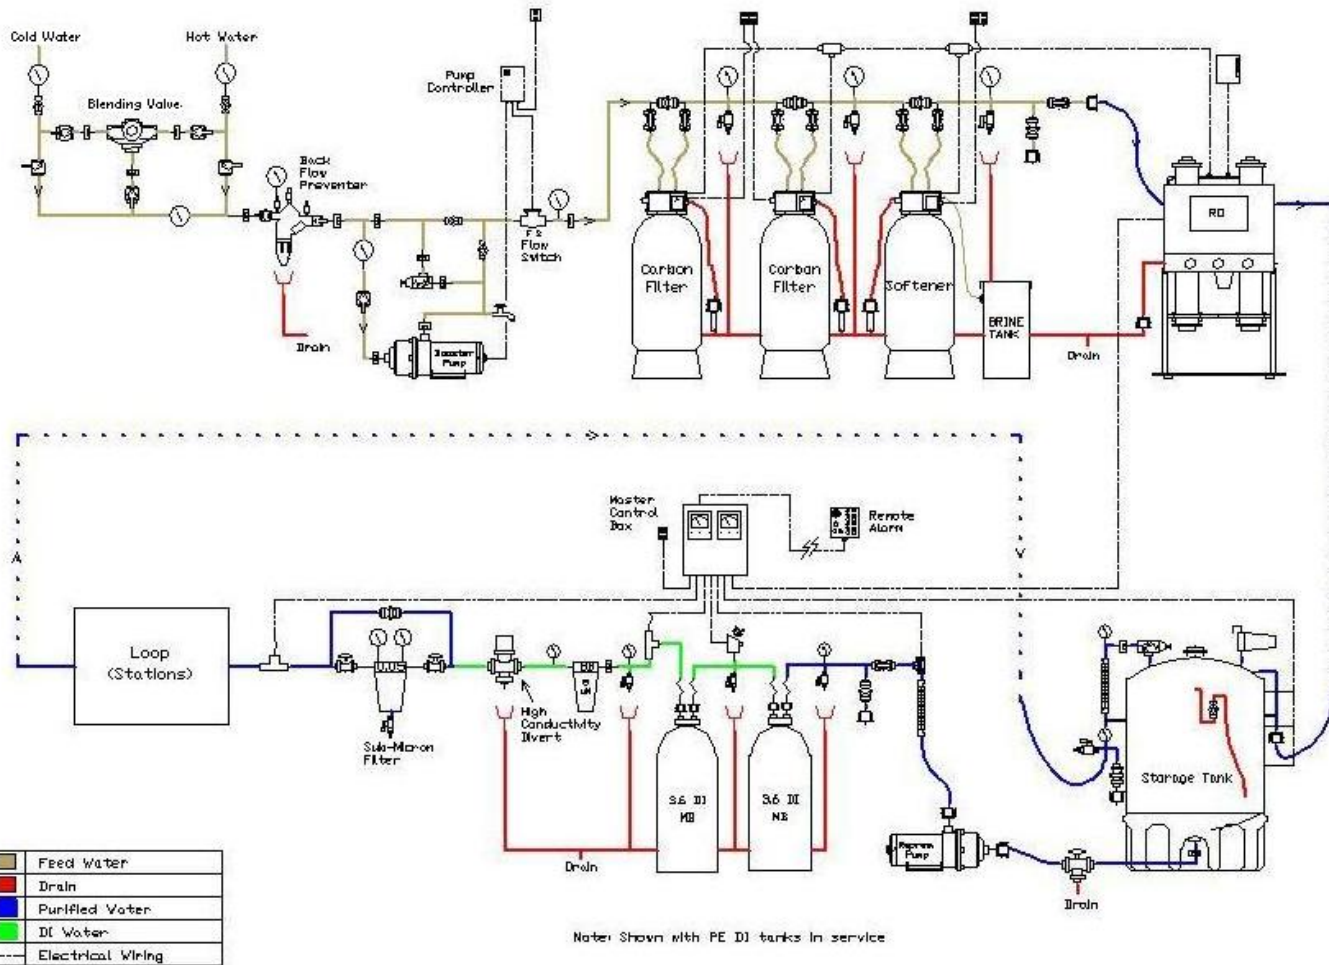 Cold Water
Hot Water
Blending Valve
Back
Flow
Preventer
Pump
Controller
FS
Flow
Switch
Drain
Booster
Pump
Carbon
Filter
Carbon
Filter
Softener
BRINE
TANK
Drain
RO
Master
Control
Box
Remote
Alarm
Loop
(Stations)
Sub-Micron
Filter
High
Conductivity
Divert
3.6 DI
MB
3.6 DI
MB
Drain
Repress
Pump
Drain
Storage Tank
Feed Water
Drain
Purified Water
DI Water
Electrical Wiring
Note: Shown with PE DI tanks in service